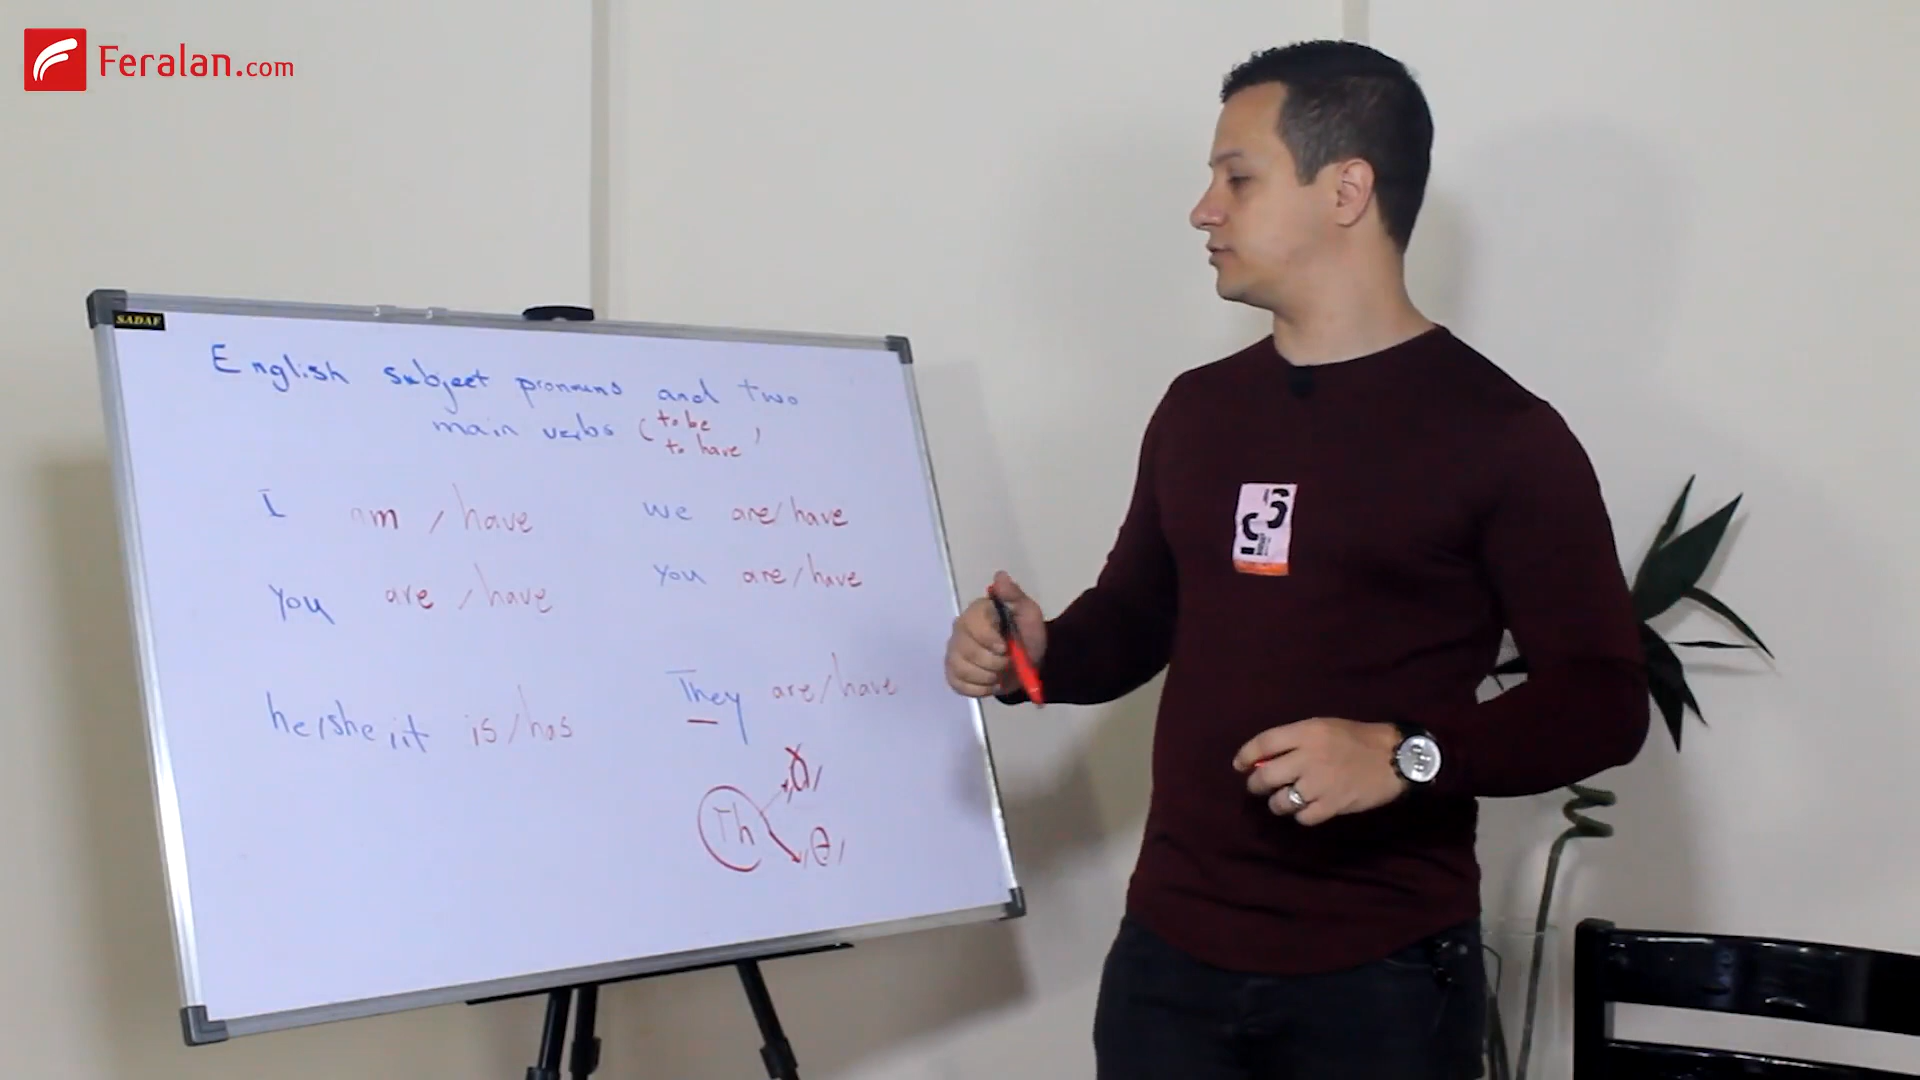 Feralan.com
SADAF
English subject pronouns and two
main verbs ( to be
to have )
I am / have
you are / have
he/she/it is/has
we are/have
you are/have
They are/have
Th
/ð/
/θ/